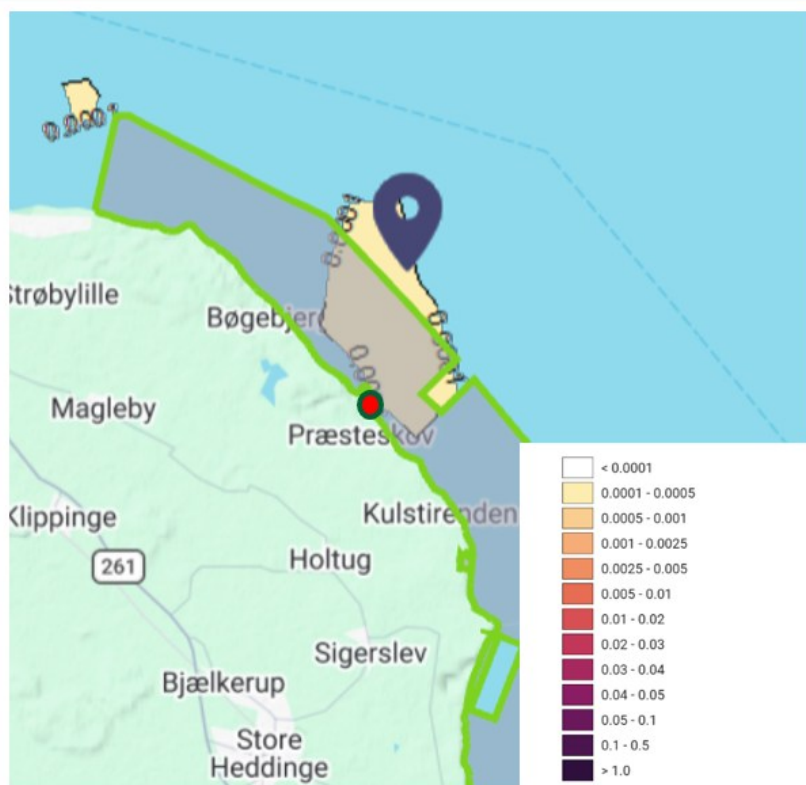 Strøbylille
Bøgebjerg
Magleby
Præsteskov
Klippinge
Kulstirenden
261
Holtug
Sigerslev
Bjælkerup
Store
Heddinge
< 0.0001
0.0001 - 0.0005
0.0005 - 0.001
0.001 - 0.0025
0.0025 - 0.005
0.005 - 0.01
0.01 - 0.02
0.02 - 0.03
0.03 - 0.04
0.04 - 0.05
0.05 - 0.1
0.1 - 0.5
> 1.0